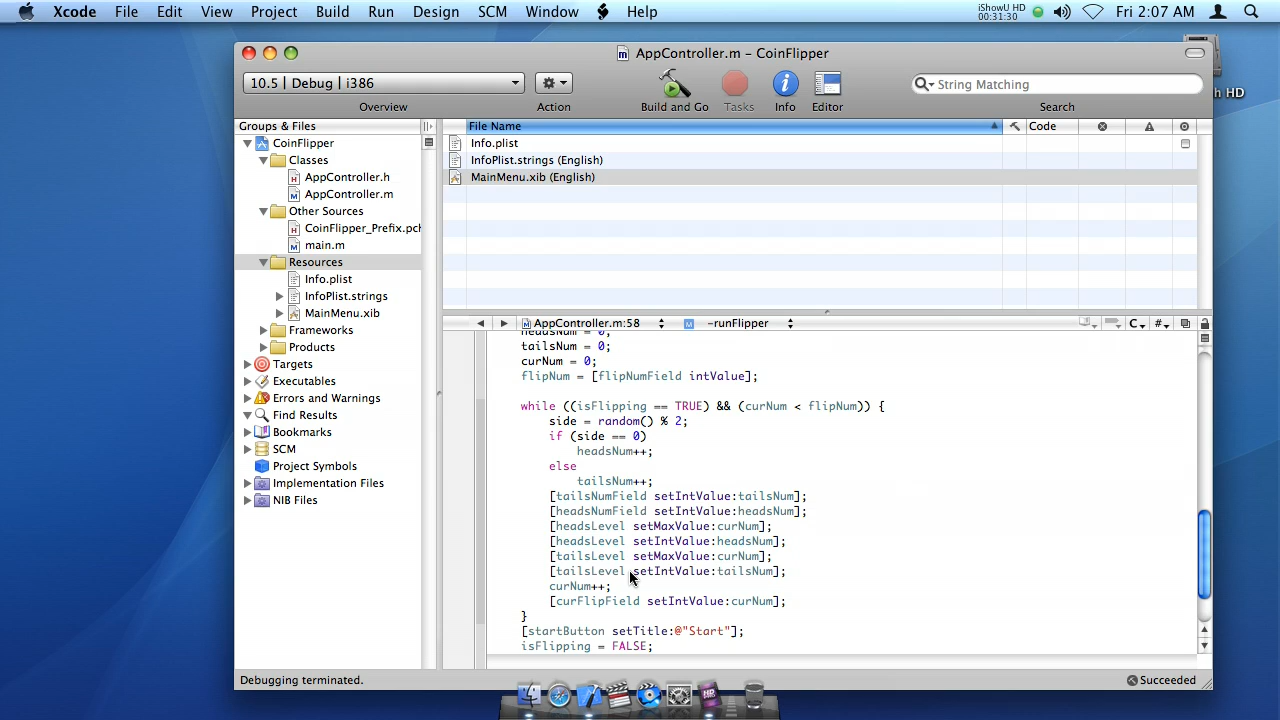 Xcode File Edit View Project Build Run Design SCM Window Help
iShowU HD
00:31:30
Fri 2:07 AM
AppController.m – CoinFlipper
10.5 | Debug | i386
String Matching
Overview
Action
Build and Go
Tasks
Info
Editor
Search
h HD
Groups & Files
CoinFlipper
Classes
AppController.h
AppController.m
Other Sources
CoinFlipper_Prefix.pch
main.m
Resources
Info.plist
InfoPlist.strings
MainMenu.xib
Frameworks
Products
Targets
Executables
Errors and Warnings
Find Results
Bookmarks
SCM
Project Symbols
Implementation Files
NIB Files
File Name
Code
Info.plist
InfoPlist.strings (English)
MainMenu.xib (English)
AppController.m:58
-runFlipper
C
#
headsNum = 0;
tailsNum = 0;
curNum = 0;
flipNum = [flipNumField intValue];
while ((isFlipping == TRUE) && (curNum < flipNum)) {
side = random() % 2;
if (side == 0)
headsNum++;
else
tailsNum++;
[tailsNumField setIntValue:tailsNum];
[headsNumField setIntValue:headsNum];
[headsLevel setMaxValue:curNum];
[headsLevel setIntValue:headsNum];
[tailsLevel setMaxValue:curNum];
[tailsLevel setIntValue:tailsNum];
curNum++;
[curFlipField setIntValue:curNum];
}
[startButton setTitle:@"Start"];
isFlipping = FALSE;
Debugging terminated.
Succeeded
HD